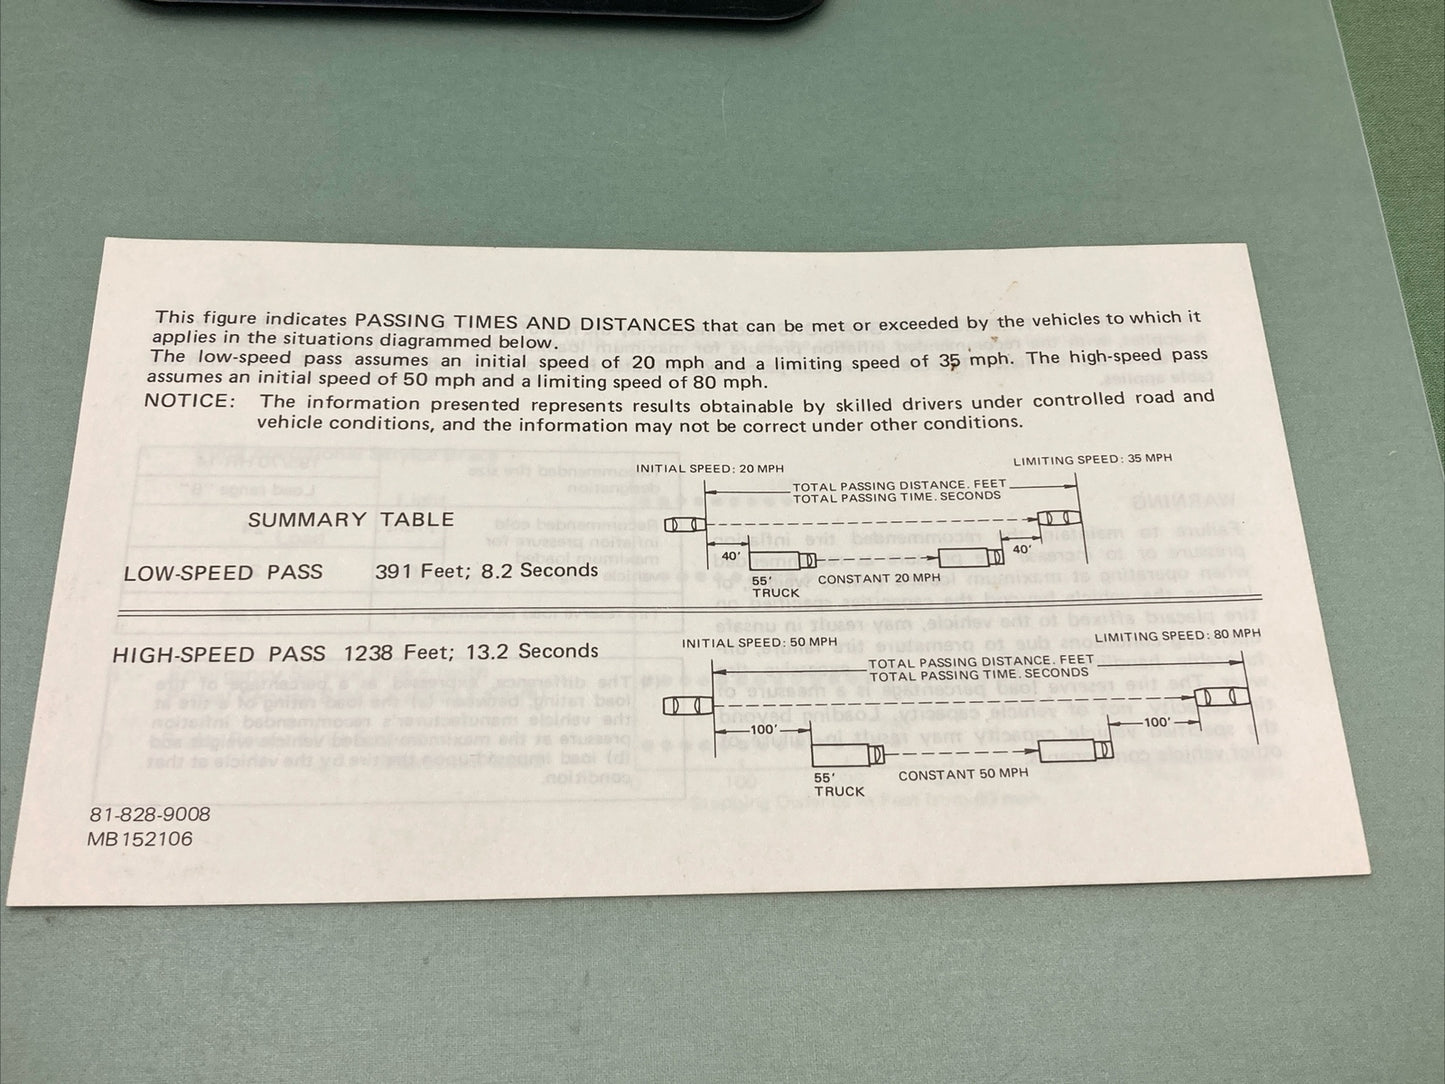 This figure indicates PASSING TIMES AND DISTANCES that can be met or exceeded by the vehicles to which it
applies in the situations diagrammed below.
The low-speed pass assumes an initial speed of 20 mph and a limiting speed of 35 mph. The high-speed pass
assumes an initial speed of 50 mph and a limiting speed of 80 mph.
NOTICE: The information presented represents results obtainable by skilled drivers under controlled road and
vehicle conditions, and the information may not be correct under other conditions.
INITIAL SPEED: 20 MPH
LIMITING SPEED: 35 MPH
TOTAL PASSING DISTANCE. FEET
TOTAL PASSING TIME. SECONDS
SUMMARY TABLE
40'
40'
LOW-SPEED PASS 391 Feet; 8.2 Seconds
55'
TRUCK
CONSTANT 20 MPH
INITIAL SPEED: 50 MPH
LIMITING SPEED: 80 MPH
HIGH-SPEED PASS 1238 Feet; 13.2 Seconds
TOTAL PASSING DISTANCE. FEET
TOTAL PASSING TIME. SECONDS
100'
100'
55'
TRUCK
CONSTANT 50 MPH
81-828-9008
MB152106